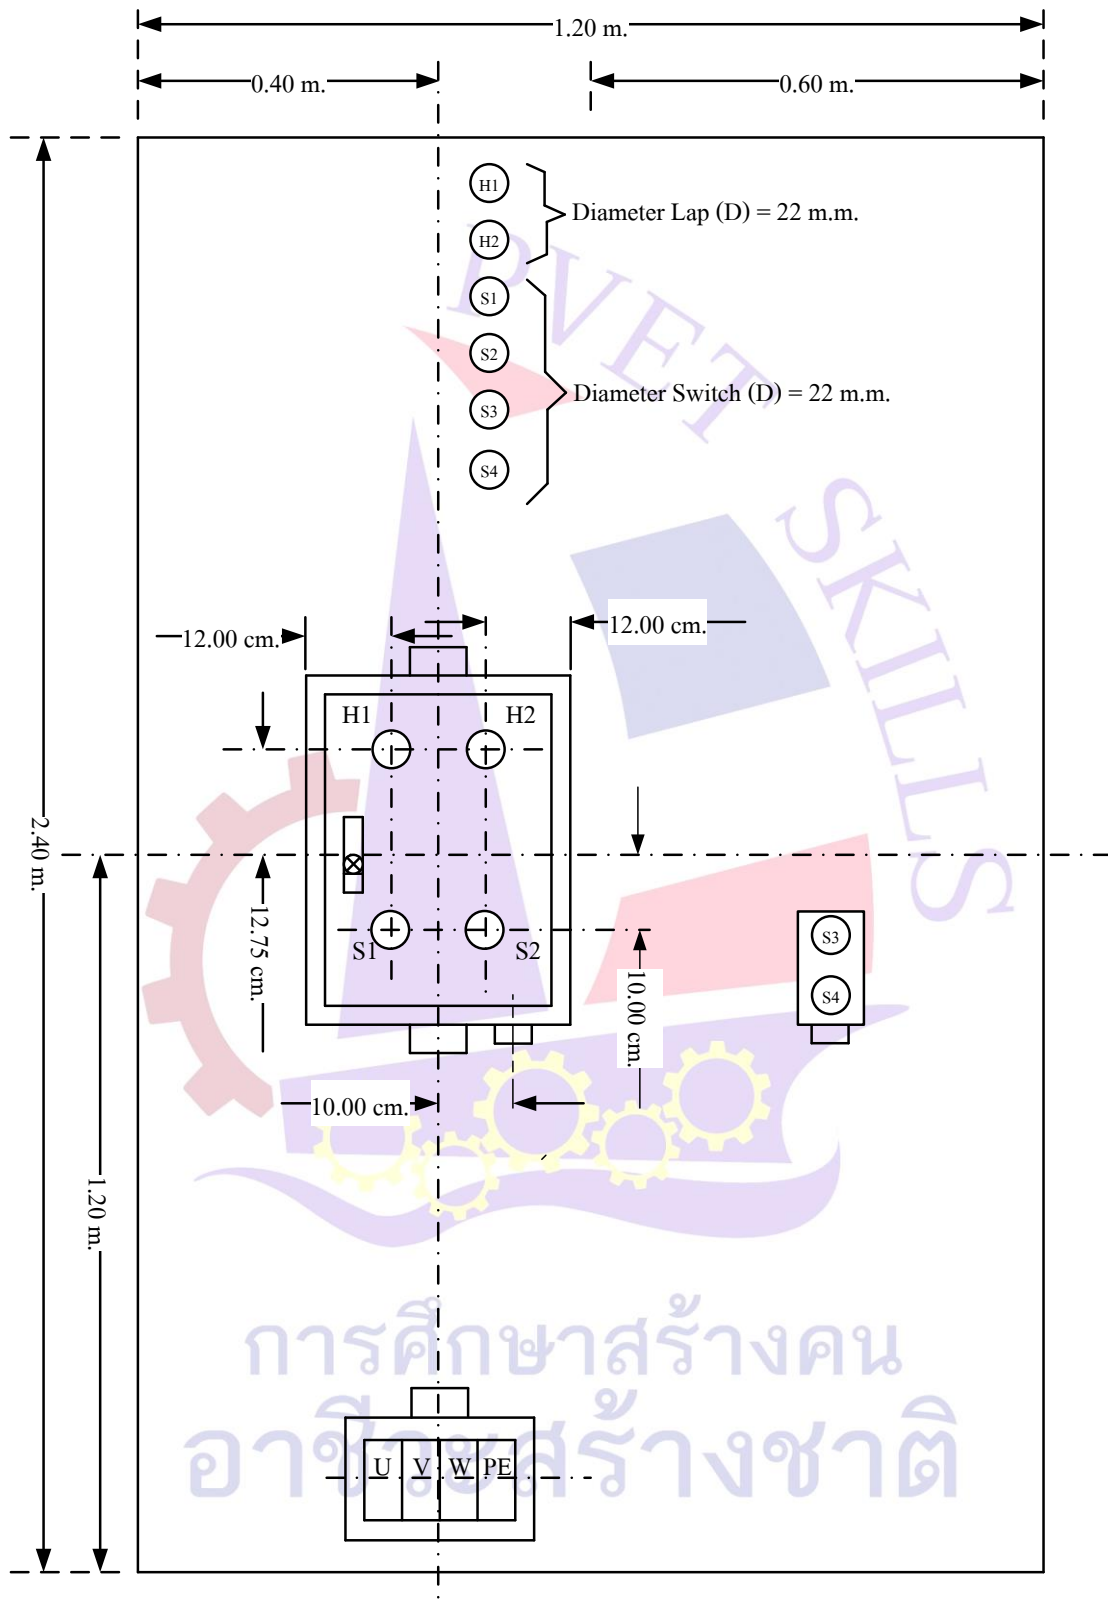 1.20 m.
0.40 m.
0.60 m.
H1
Diameter Lap (D) = 22 m.m.
H2
S1
S2
Diameter Switch (D) = 22 m.m.
S3
S4
PVET SKILLS
12.00 cm.
12.00 cm.
H1
H2
2.40 m.
12.75 cm.
S1
S2
S3
S4
10.00 cm.
10.00 cm.
1.20 m.
การศึกษาสร้างคน
อาชีวะสร้างชาติ
U V W PE